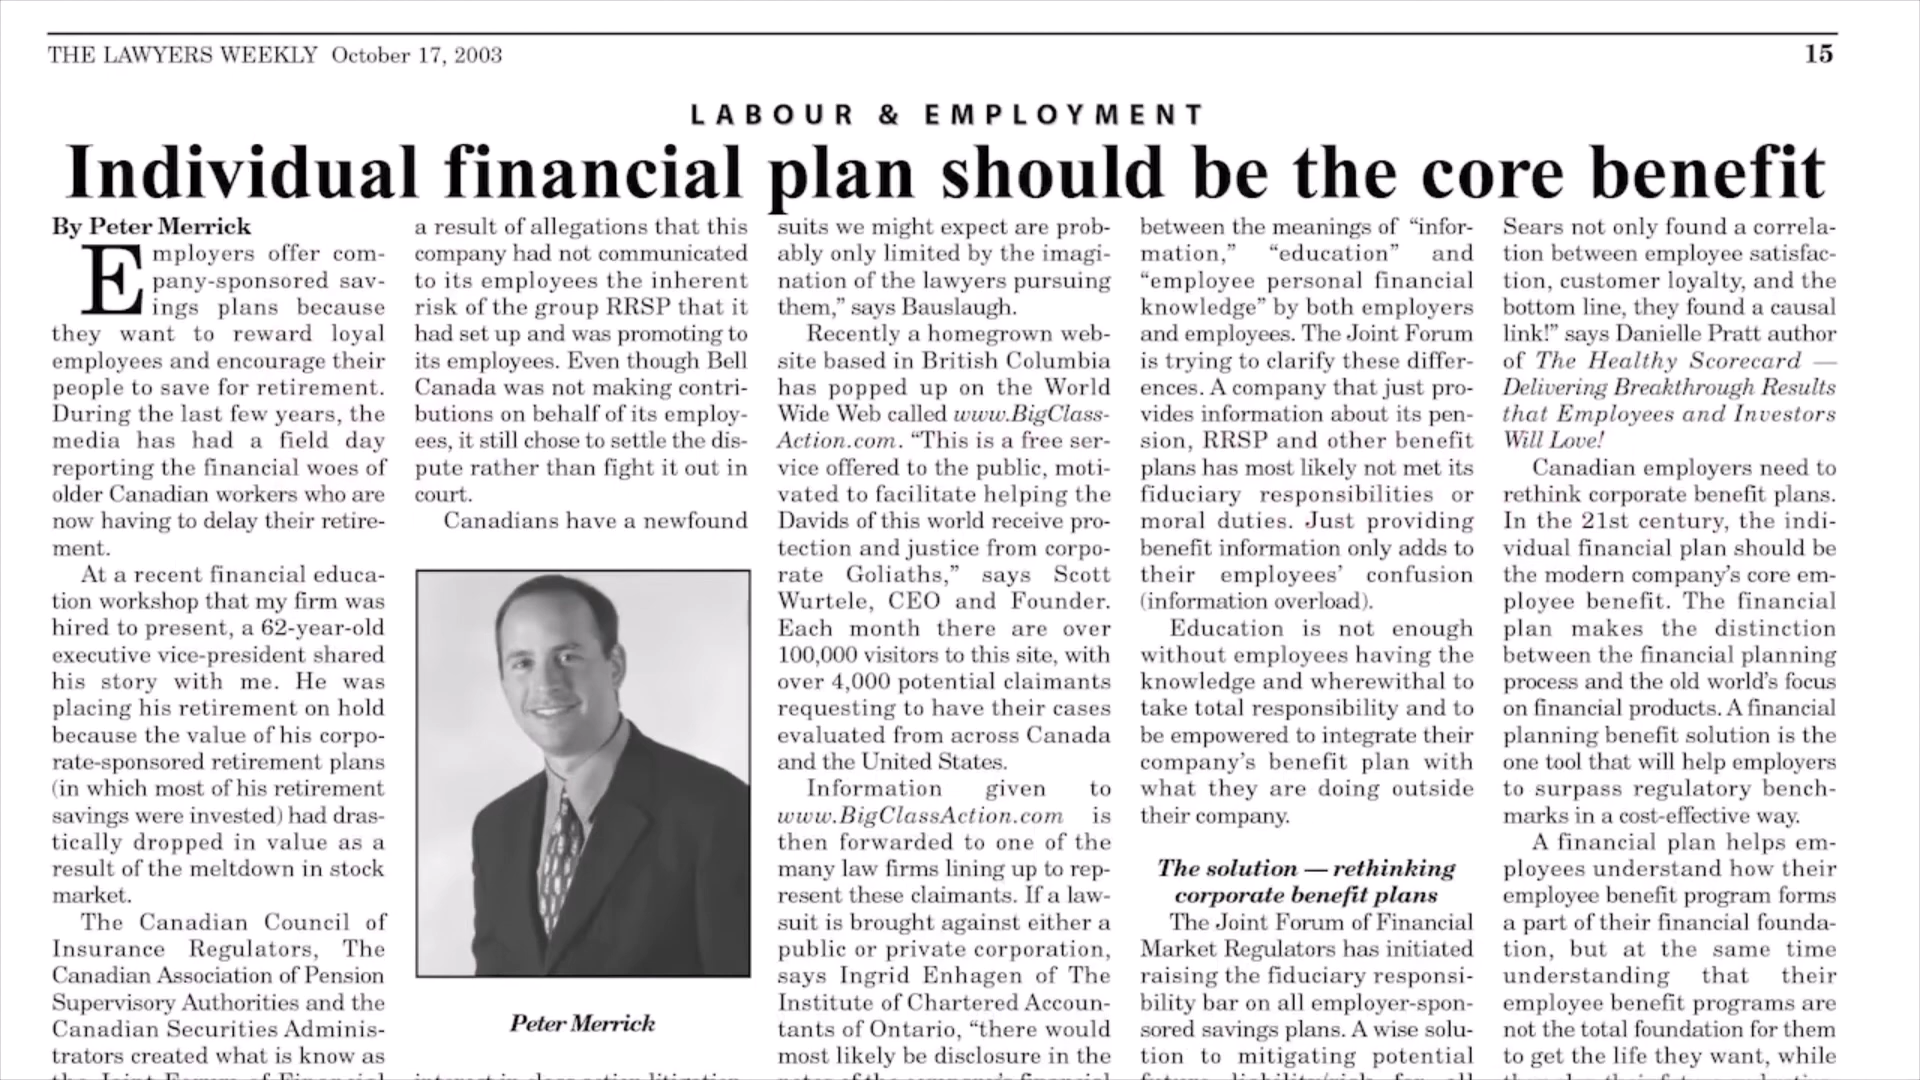 THE LAWYERS WEEKLY October 17, 2003
15
LABOUR & EMPLOYMENT
Individual financial plan should be the core benefit
By Peter Merrick
Employers offer com-
pany-sponsored sav-
ings plans because
they want to reward loyal
employees and encourage their
people to save for retirement.
During the last few years, the
media has had a field day
reporting the financial woes of
older Canadian workers who are
now having to delay their retire-
ment.
At a recent financial educa-
tion workshop that my firm was
hired to present, a 62-year-old
executive vice-president shared
his story with me. He was
placing his retirement on hold
because the value of his corpo-
rate-sponsored retirement plans
(in which most of his retirement
savings were invested) had dras-
tically dropped in value as a
result of the meltdown in stock
market.
The Canadian Council of
Insurance Regulators, The
Canadian Association of Pension
Supervisory Authorities and the
Canadian Securities Adminis-
trators created what is know as
the Joint Forum of Financial
a result of allegations that this
company had not communicated
to its employees the inherent
risk of the group RRSP that it
had set up and was promoting to
its employees. Even though Bell
Canada was not making contri-
butions on behalf of its employ-
ees, it still chose to settle the dis-
pute rather than fight it out in
court.
Canadians have a newfound
Peter Merrick
interest in class action litigation
suits we might expect are prob-
ably only limited by the imagi-
nation of the lawyers pursuing
them,” says Bauslaugh.
Recently a homegrown web-
site based in British Columbia
has popped up on the World
Wide Web called www.BigClass-
Action.com. “This is a free ser-
vice offered to the public, moti-
vated to facilitate helping the
Davids of this world receive pro-
tection and justice from corpo-
rate Goliaths,” says Scott
Wurtele, CEO and Founder.
Each month there are over
100,000 visitors to this site, with
over 4,000 potential claimants
requesting to have their cases
evaluated from across Canada
and the United States.
Information given to
www.BigClassAction.com is
then forwarded to one of the
many law firms lining up to rep-
resent these claimants. If a law-
suit is brought against either a
public or private corporation,
says Ingrid Enhagen of The
Institute of Chartered Accoun-
tants of Ontario, “there would
most likely be disclosure in the
notes of the company’s financial
between the meanings of “infor-
mation,” “education” and
“employee personal financial
knowledge” by both employers
and employees. The Joint Forum
is trying to clarify these differ-
ences. A company that just pro-
vides information about its pen-
sion, RRSP and other benefit
plans has most likely not met its
fiduciary responsibilities or
moral duties. Just providing
benefit information only adds to
their employees’ confusion
(information overload).
Education is not enough
without employees having the
knowledge and wherewithal to
take total responsibility and to
be empowered to integrate their
company’s benefit plan with
what they are doing outside
their company.
The solution — rethinking
corporate benefit plans
The Joint Forum of Financial
Market Regulators has initiated
raising the fiduciary responsi-
bility bar on all employer-spon-
sored savings plans. A wise solu-
tion to mitigating potential
future liability/risk for all
Sears not only found a correla-
tion between employee satisfac-
tion, customer loyalty, and the
bottom line, they found a causal
link!” says Danielle Pratt author
of The Healthy Scorecard —
Delivering Breakthrough Results
that Employees and Investors
Will Love!
Canadian employers need to
rethink corporate benefit plans.
In the 21st century, the indi-
vidual financial plan should be
the modern company’s core em-
ployee benefit. The financial
plan makes the distinction
between the financial planning
process and the old world’s focus
on financial products. A financial
planning benefit solution is the
one tool that will help employers
to surpass regulatory bench-
marks in a cost-effective way.
A financial plan helps em-
ployees understand how their
employee benefit program forms
a part of their financial founda-
tion, but at the same time
understanding that their
employee benefit programs are
not the total foundation for them
to get the life they want, while